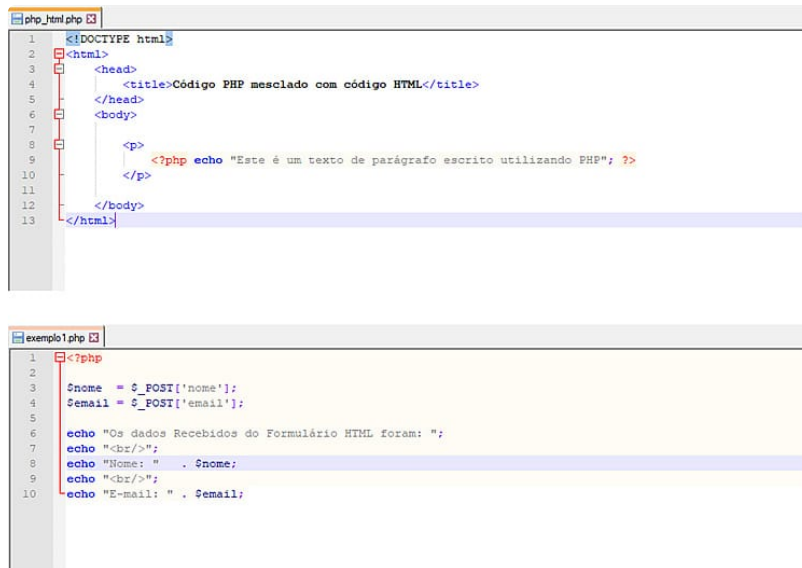 php_html.php
1 <!DOCTYPE html>
2 <html>
3 <head>
4 <title>Código PHP mesclado com código HTML</title>
5 </head>
6 <body>
7
8 <p>
9 <?php echo "Este é um texto de parágrafo escrito utilizando PHP"; ?>
10 </p>
11
12 </body>
13 </html>
exemplo1.php
1 <?php
2
3 $nome = $_POST['nome'];
4 $email = $_POST['email'];
5
6 echo "Os dados Recebidos do Formulário HTML foram: ";
7 echo "<br/>";
8 echo "Nome: " . $nome;
9 echo "<br/>";
10 echo "E-mail: " . $email;